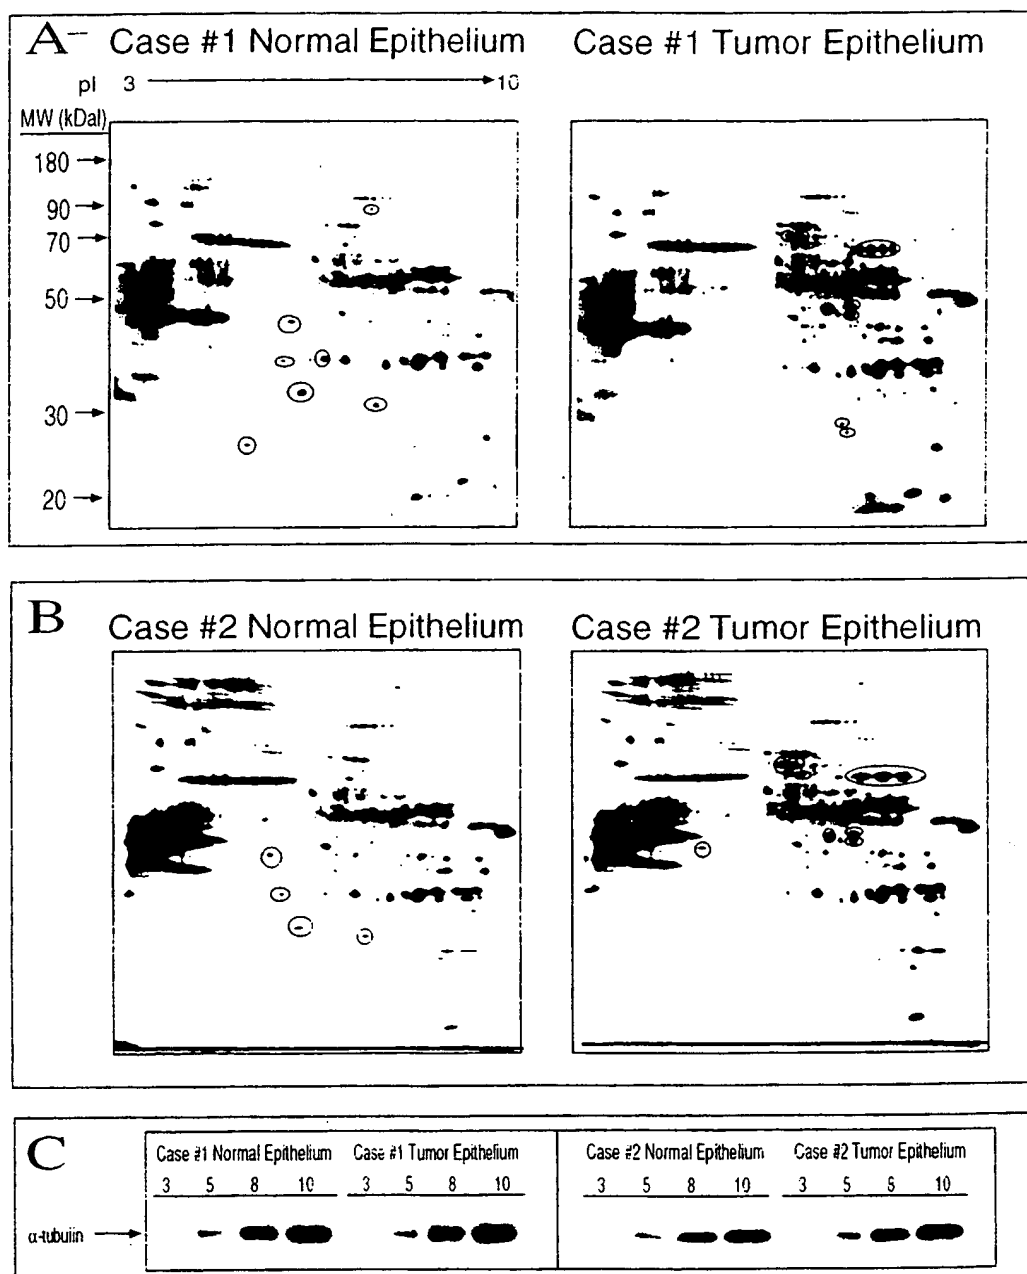 A Case #1 Normal Epithelium Case #1 Tumor Epithelium
pI 3 10
MW (kDal)
180
90
70
50
30
20
B
Case #2 Normal Epithelium Case #2 Tumor Epithelium
C
Case #1 Normal Epithelium Case #1 Tumor Epithelium Case #2 Normal Epithelium Case #2 Tumor Epithelium
3 5 8 10 3 5 8 10 3 5 8 10 3 5 8 10
α-tubulin